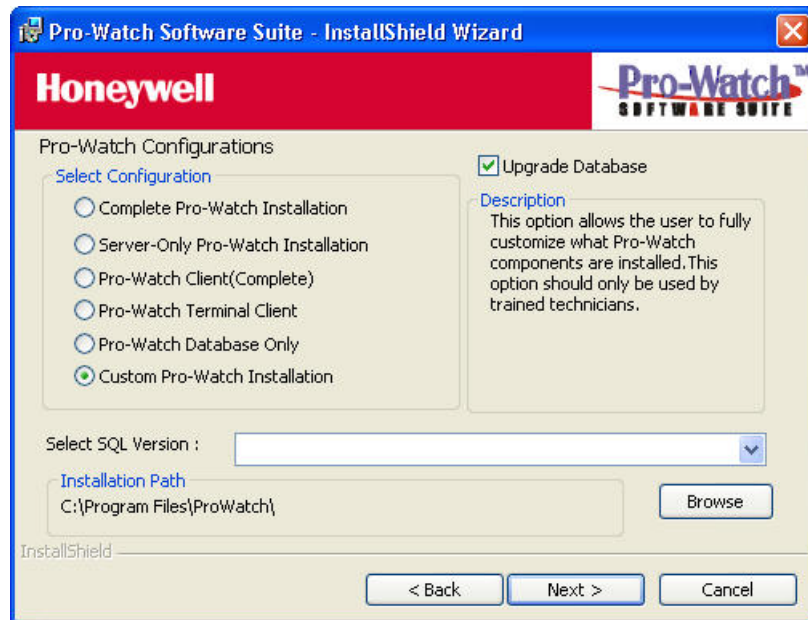 Pro-Watch Software Suite - InstallShield Wizard
Honeywell
Pro-Watch™
SOFTWARE SUITE
Pro-Watch Configurations
Select Configuration
Complete Pro-Watch Installation
Server-Only Pro-Watch Installation
Pro-Watch Client(Complete)
Pro-Watch Terminal Client
Pro-Watch Database Only
Custom Pro-Watch Installation
Upgrade Database
Description
This option allows the user to fully
customize what Pro-Watch
components are installed.This
option should only be used by
trained technicians.
Select SQL Version :
Installation Path
C:\Program Files\ProWatch\
Browse
InstallShield
< Back
Next >
Cancel